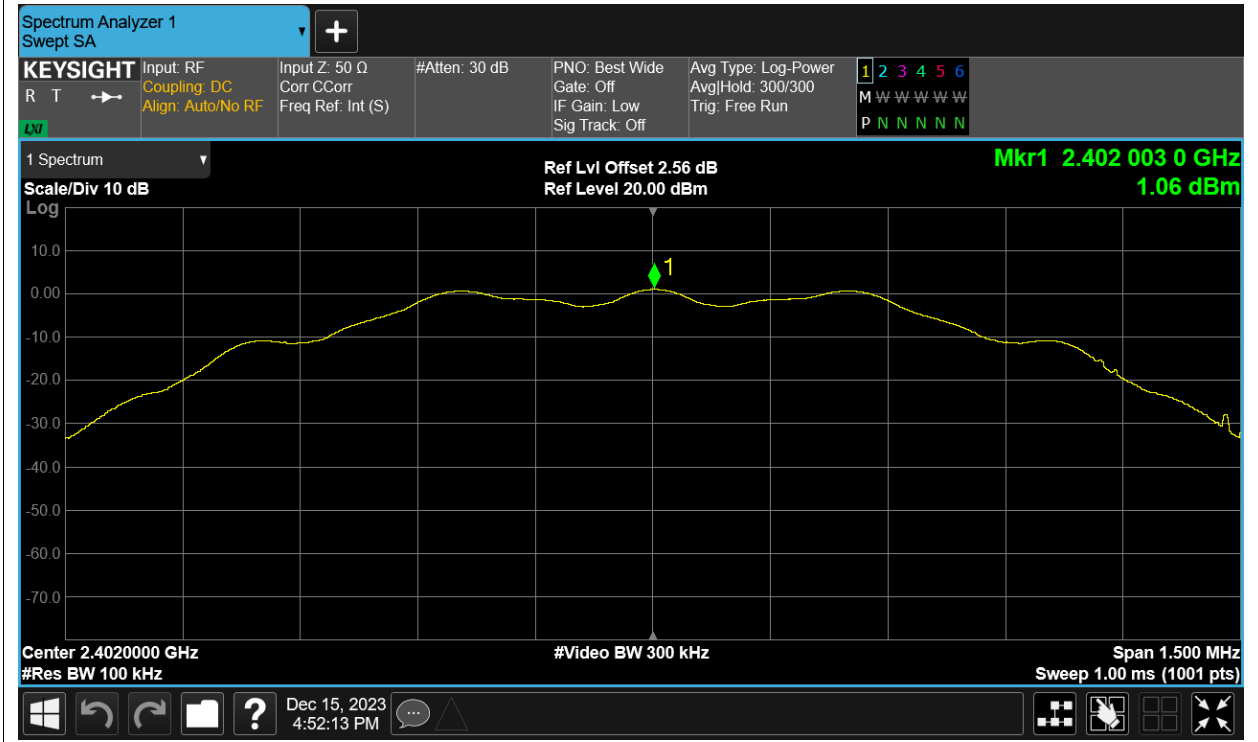 Spectrum Analyzer 1
Swept SA
KEYSIGHT
R T
LXI
Input: RF
Coupling: DC
Align: Auto/No RF
Input Z: 50 Ω
Corr CCorr
Freq Ref: Int (S)
#Atten: 30 dB
PNO: Best Wide
Gate: Off
IF Gain: Low
Sig Track: Off
Avg Type: Log-Power
Avg|Hold: 300/300
Trig: Free Run
1 2 3 4 5 6
M W W W W W
P N N N N N
1 Spectrum
Scale/Div 10 dB
Log
Ref Lvl Offset 2.56 dB
Ref Level 20.00 dBm
Mkr1 2.402 003 0 GHz
1.06 dBm
1
10.0
0.00
-10.0
-20.0
-30.0
-40.0
-50.0
-60.0
-70.0
Center 2.4020000 GHz
#Video BW 300 kHz
Span 1.500 MHz
#Res BW 100 kHz
Sweep 1.00 ms (1001 pts)
?
Dec 15, 2023
4:52:13 PM